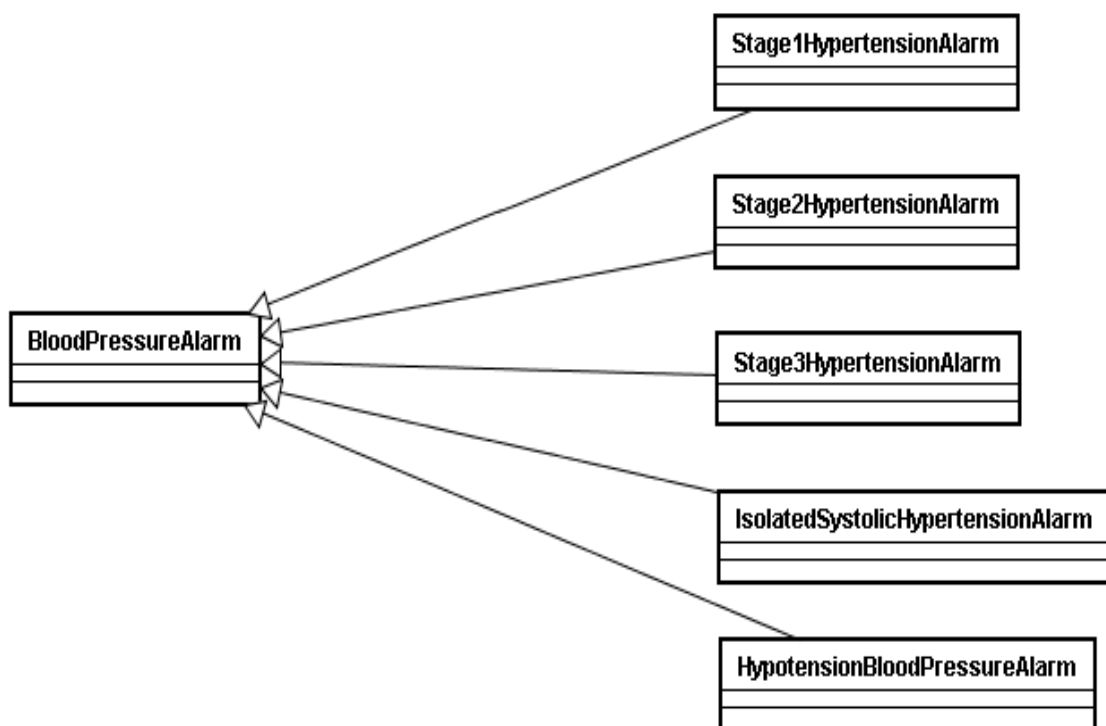 Stage1HypertensionAlarm
Stage2HypertensionAlarm
BloodPressureAlarm
Stage3HypertensionAlarm
IsolatedSystolicHypertensionAlarm
HypotensionBloodPressureAlarm